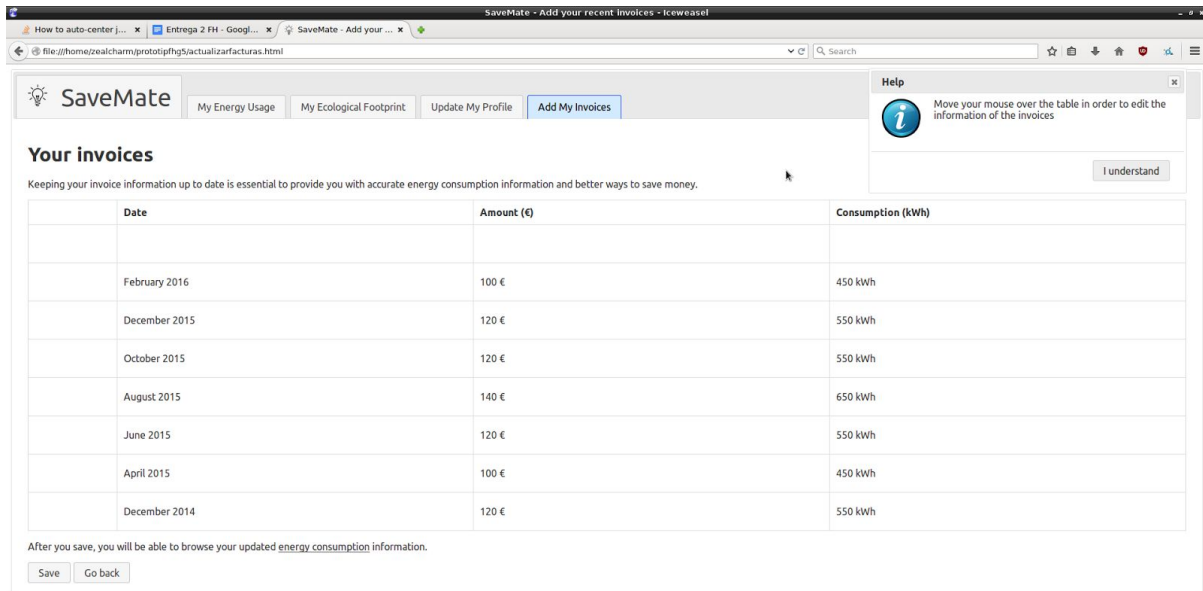 SaveMate - Add your recent invoices - Iceweasel
How to auto-center j... Entrega 2 FH - Googl... SaveMate - Add your ...
file:///home/zealcharm/prototipfhg5/actualizarfacturas.html Search
SaveMate My Energy Usage My Ecological Footprint Update My Profile Add My Invoices
Help
Move your mouse over the table in order to edit the
information of the invoices
I understand
Your invoices
Keeping your invoice information up to date is essential to provide you with accurate energy consumption information and better ways to save money.
Date Amount (€) Consumption (kWh)
February 2016 100 € 450 kWh
December 2015 120 € 550 kWh
October 2015 120 € 550 kWh
August 2015 140 € 650 kWh
June 2015 120 € 550 kWh
April 2015 100 € 450 kWh
December 2014 120 € 550 kWh
After you save, you will be able to browse your updated energy consumption information.
Save Go back